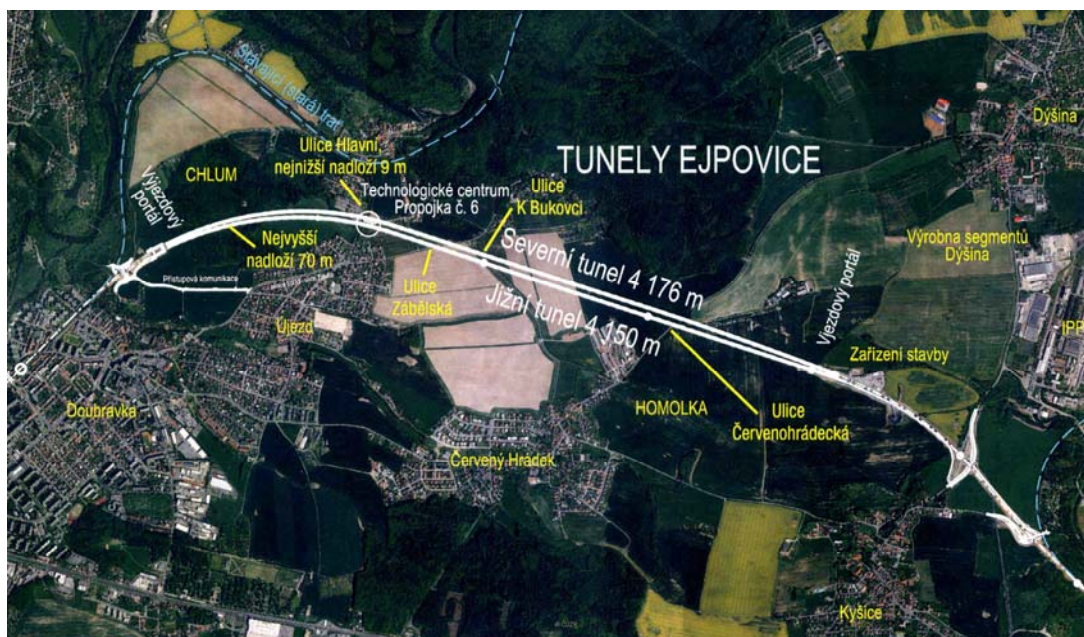 Stávající (stará) trať
Dýšina
Ulice Hlavní,
nejnižší nadloží 9 m
TUNELY EJPOVICE
CHLUM
Technologické centrum,
Propojka č. 6
Ulice
K Bukovci
Výjezdový
portál
Nejvyšší
nadloží 70 m
Severní tunel 4 176 m
Výrobna segmentů
Dýšina
Přístupová komunikace
Ulice
Zábělská
Jižní tunel 4 150 m
Vjezdový portál
Újezd
IPP
Zařízení stavby
Doubravka
HOMOLKA
Ulice
Červenohrádecká
Červený Hrádek
Kyšice